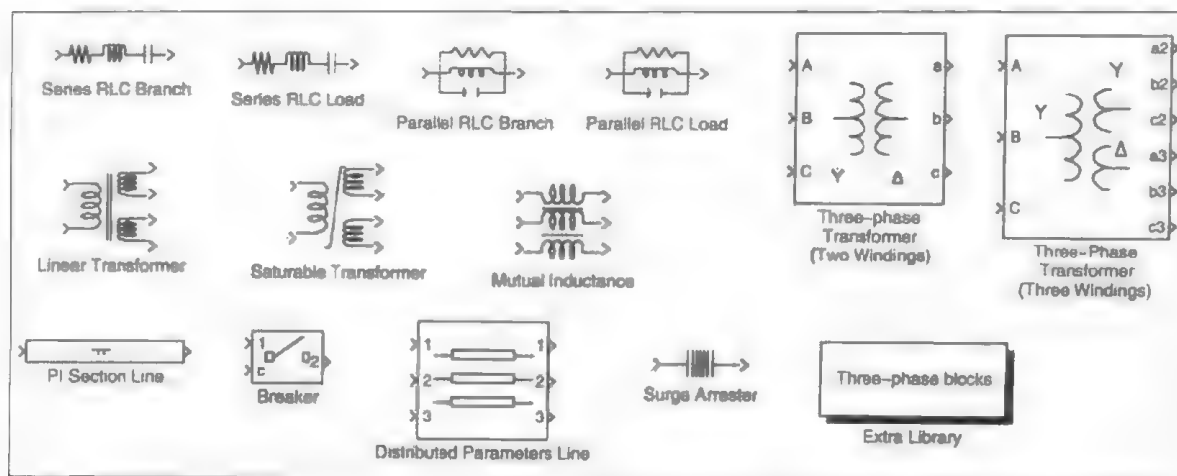 Series RLC Branch
Series RLC Load
Parallel RLC Branch
Parallel RLC Load
A
B
C
a
b
c
Y
Δ
Three-phase
Transformer
(Two Windings)
A
B
C
Y
Y
Δ
a2
b2
c2
a3
b3
c3
Three-Phase
Transformer
(Three Windings)
Linear Transformer
Saturable Transformer
Mutual Inductance
PI Section Line
1
c
2
Breaker
1
2
3
1
2
3
Distributed Parameters Line
Surge Arrester
Three-phase blocks
Extra Library